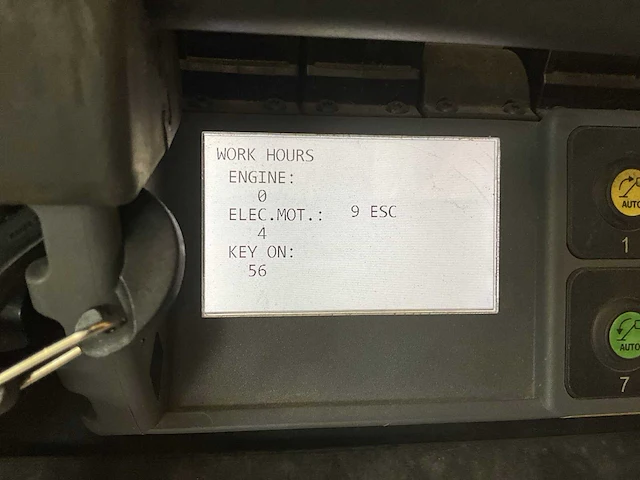 WORK HOURS
ENGINE:
0
ELEC.MOT.: 9 ESC
4
KEY ON:
56
AUTO
1
AUTO
7